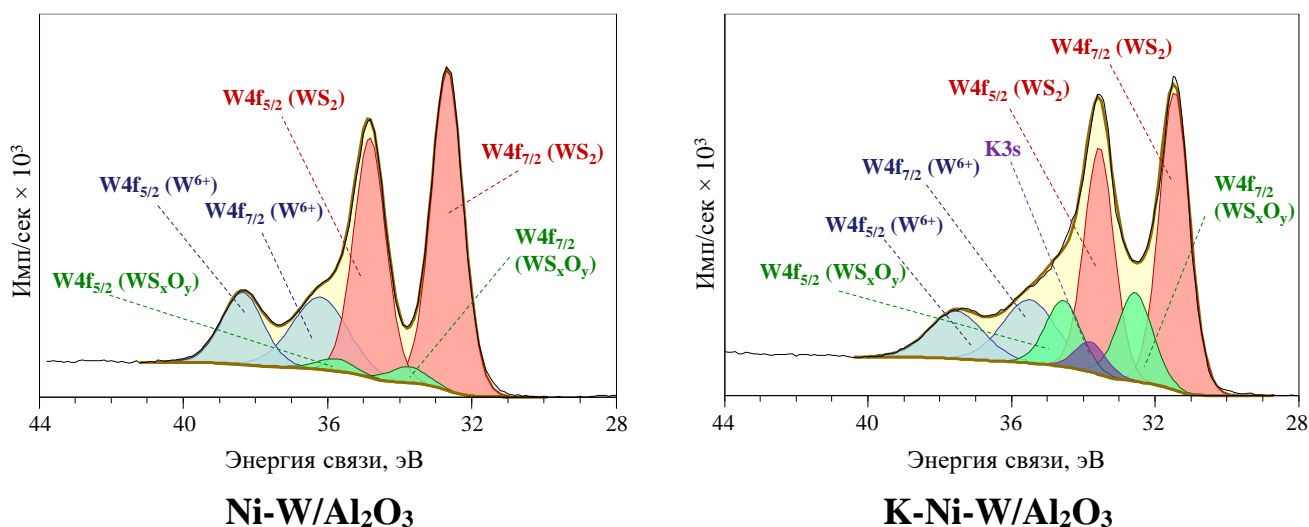 W4f5/2 (WS2)
W4f7/2 (WS2)
W4f5/2 (W6+)
W4f7/2 (W6+)
W4f7/2
(WSxOy)
W4f5/2 (WSxOy)
Имп/сек × 10³
44 40 36 32 28
Энергия связи, эВ
Ni-W/Al2O3
W4f7/2 (WS2)
W4f5/2 (WS2)
K3s
W4f7/2 (W6+)
W4f7/2
(WSxOy)
W4f5/2 (W6+)
W4f5/2 (WSxOy)
Имп/сек × 10³
44 40 36 32 28
Энергия связи, эВ
K-Ni-W/Al2O3